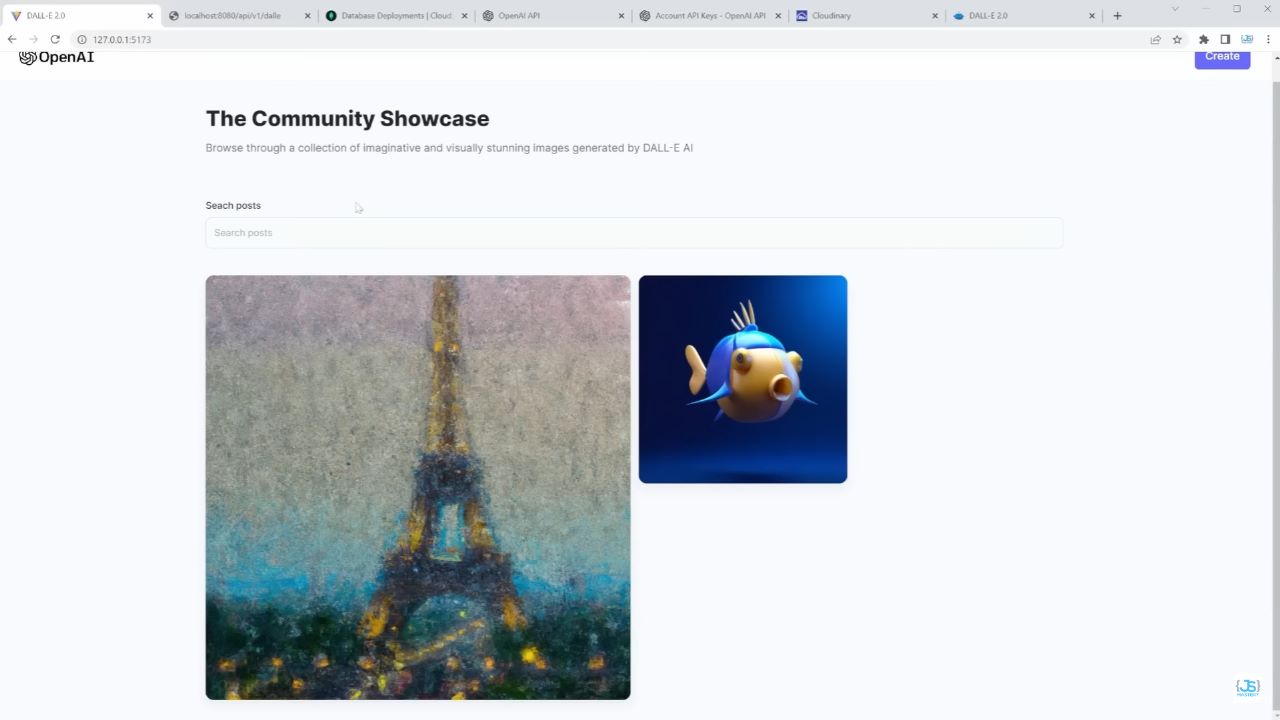 DALL-E 2.0
localhost:8080/api/v1/dalle
Database Deployments | Cloud:
OpenAI API
Account API Keys - OpenAI API
Cloudinary
DALL-E 2.0
127.0.0.1:5173
OpenAI
Create
The Community Showcase
Browse through a collection of imaginative and visually stunning images generated by DALL-E AI
Seach posts
Search posts
{JS}
MASTERY